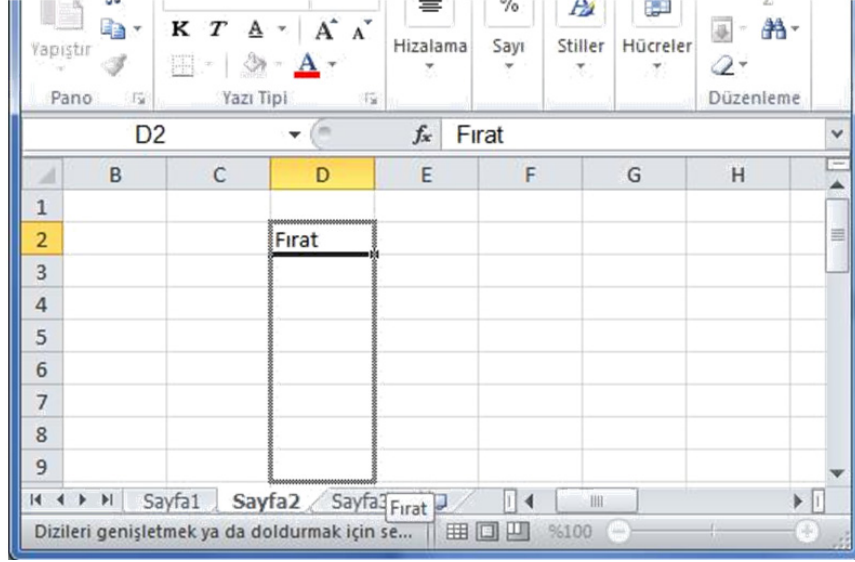 %
Yapıştır
K T A A A
A
Hizalama Sayı Stiller Hücreler
Pano Yazı Tipi Düzenleme
D2 fx Fırat
B C D E F G H
1
2 Fırat
3
4
5
6
7
8
9
Sayfa1 Sayfa2 Sayfa3
Fırat
Dizileri genişletmek ya da doldurmak için se... %100